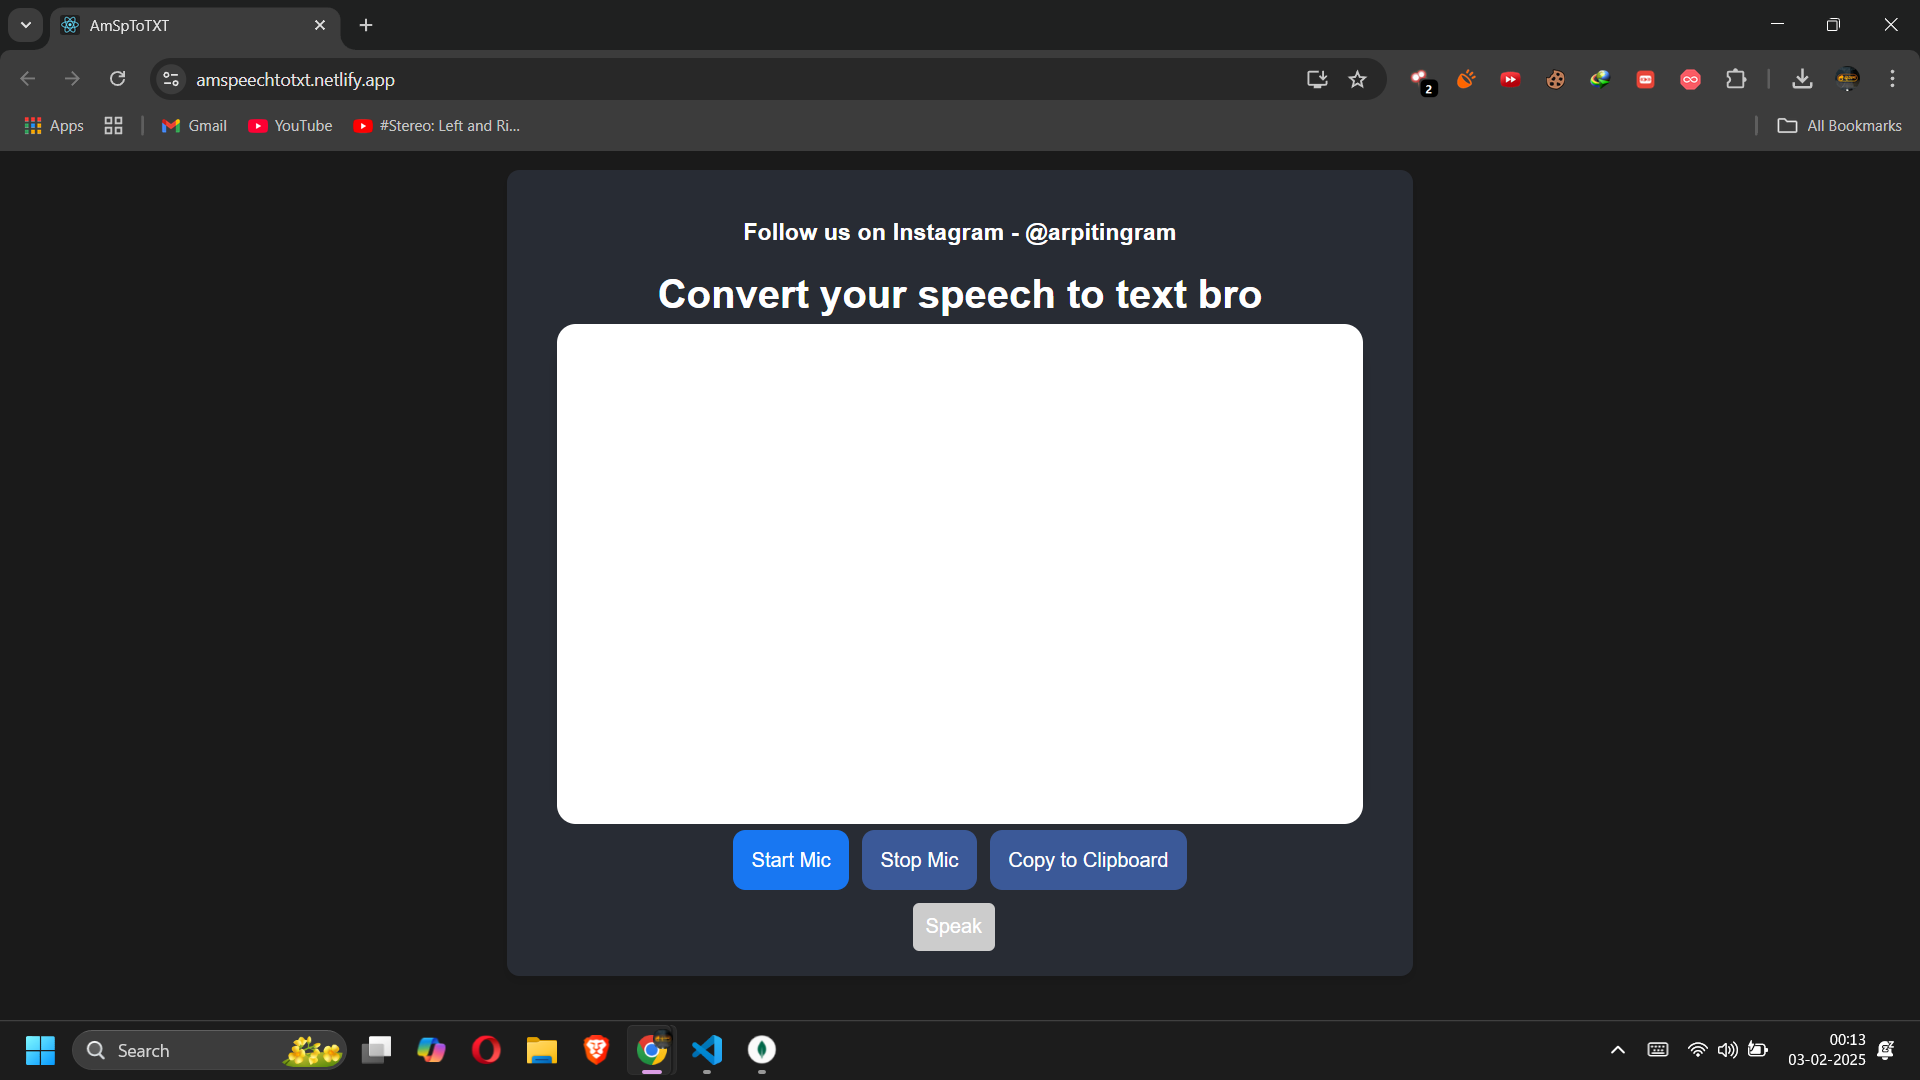 AmSpToTXT
amspeechtotxt.netlify.app
2
Apps
Gmail
YouTube
#Stereo: Left and Ri...
All Bookmarks
Follow us on Instagram - @arpitingram
Convert your speech to text bro
Start Mic
Stop Mic
Copy to Clipboard
Speak
Search
00:13
03-02-2025